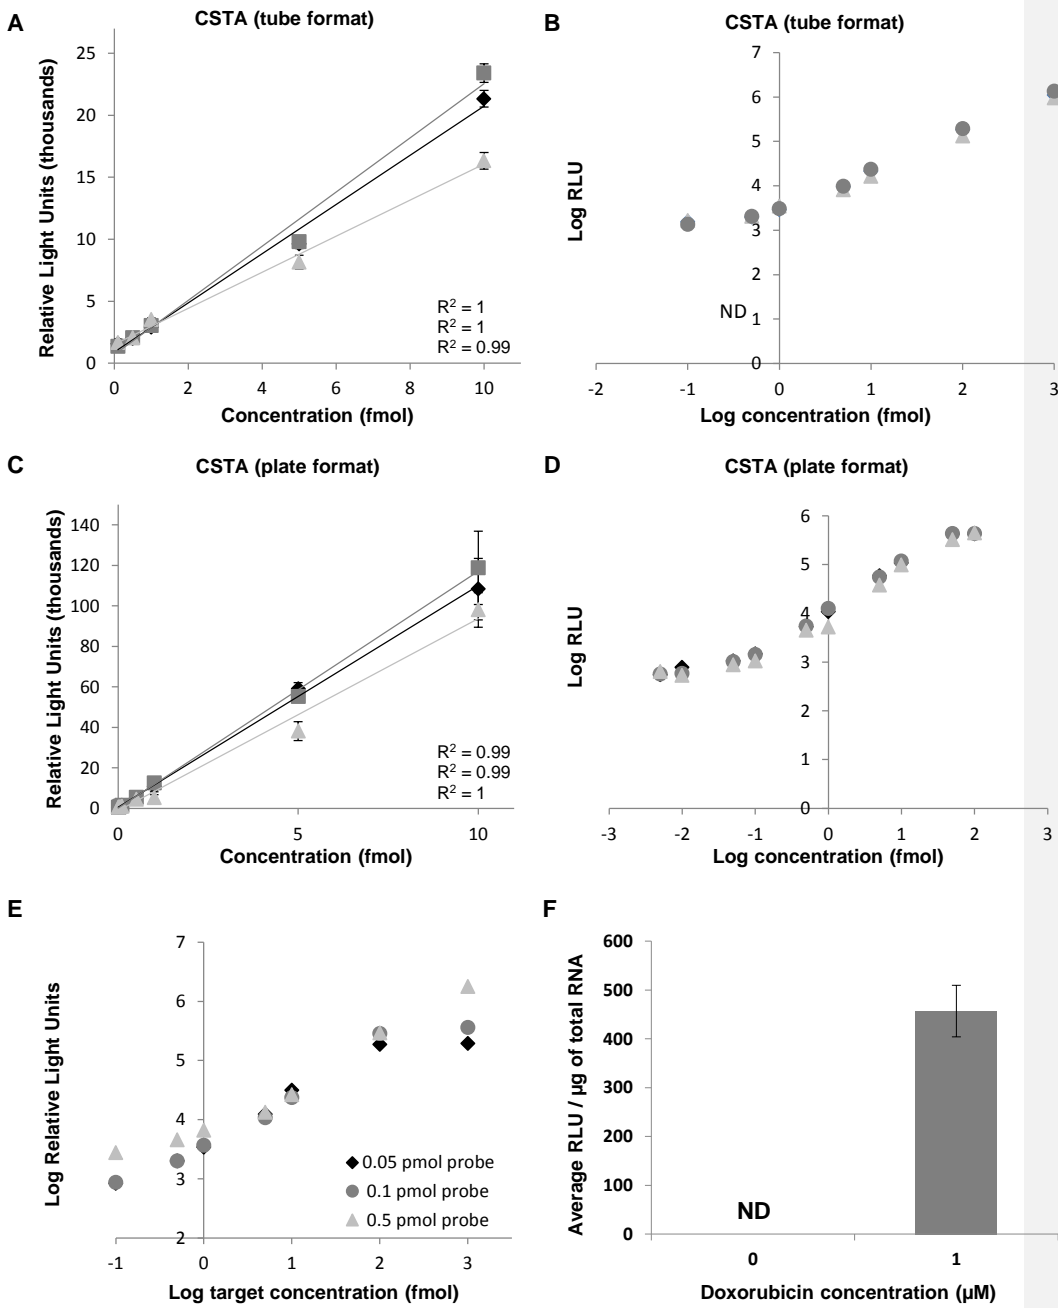 A
CSTA (tube format)
Relative Light Units (thousands)
25
20
15
10
5
0
R² = 1
R² = 1
R² = 0.99
0 2 4 6 8 10
Concentration (fmol)
B
CSTA (tube format)
Log RLU
7
6
5
4
3
2
1
0
ND
-2 -1 0 1 2 3
Log concentration (fmol)
C
CSTA (plate format)
Relative Light Units (thousands)
140
120
100
80
60
40
20
0
R² = 0.99
R² = 0.99
R² = 1
0 5 10
Concentration (fmol)
D
CSTA (plate format)
Log RLU
6
5
4
3
2
1
0
-3 -2 -1 0 1 2 3
Log concentration (fmol)
E
Log Relative Light Units
7
6
5
4
3
2
0.05 pmol probe
0.1 pmol probe
0.5 pmol probe
-1 0 1 2 3
Log target concentration (fmol)
F
Average RLU / µg of total RNA
600
500
400
300
200
100
0
ND
0 1
Doxorubicin concentration (µM)